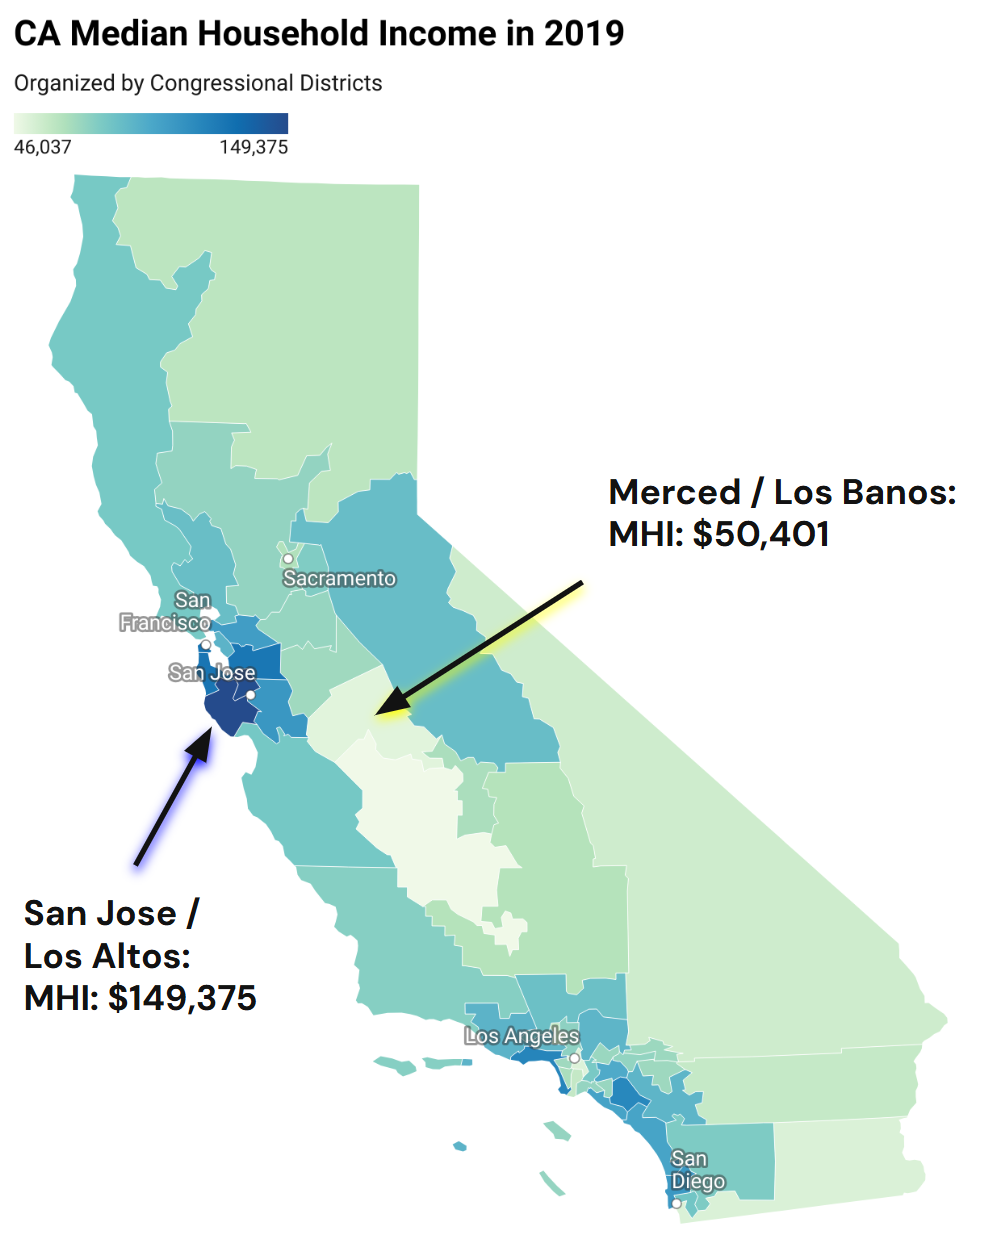 CA Median Household Income in 2019
Organized by Congressional Districts
46,037 149,375
Merced / Los Banos:
MHI: $50,401
Sacramento
San
Francisco
San Jose
San Jose /
Los Altos:
MHI: $149,375
Los Angeles
San
Diego